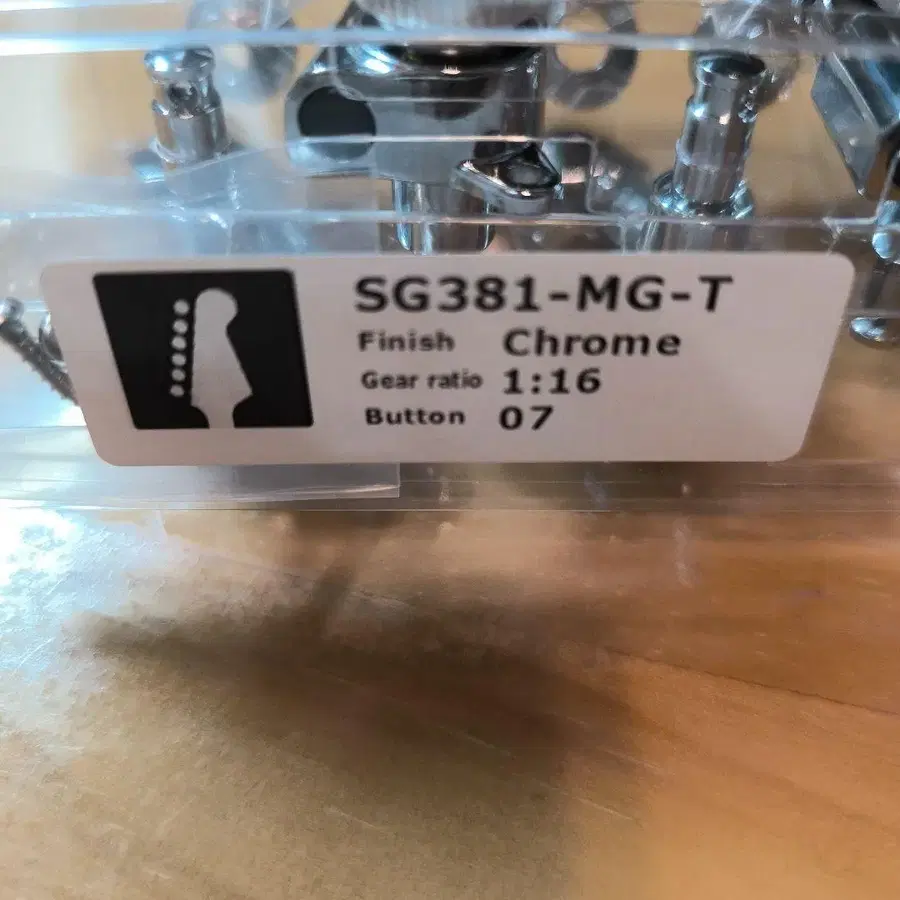 SG381-MG-T
Finish Chrome
Gear ratio 1:16
Button 07